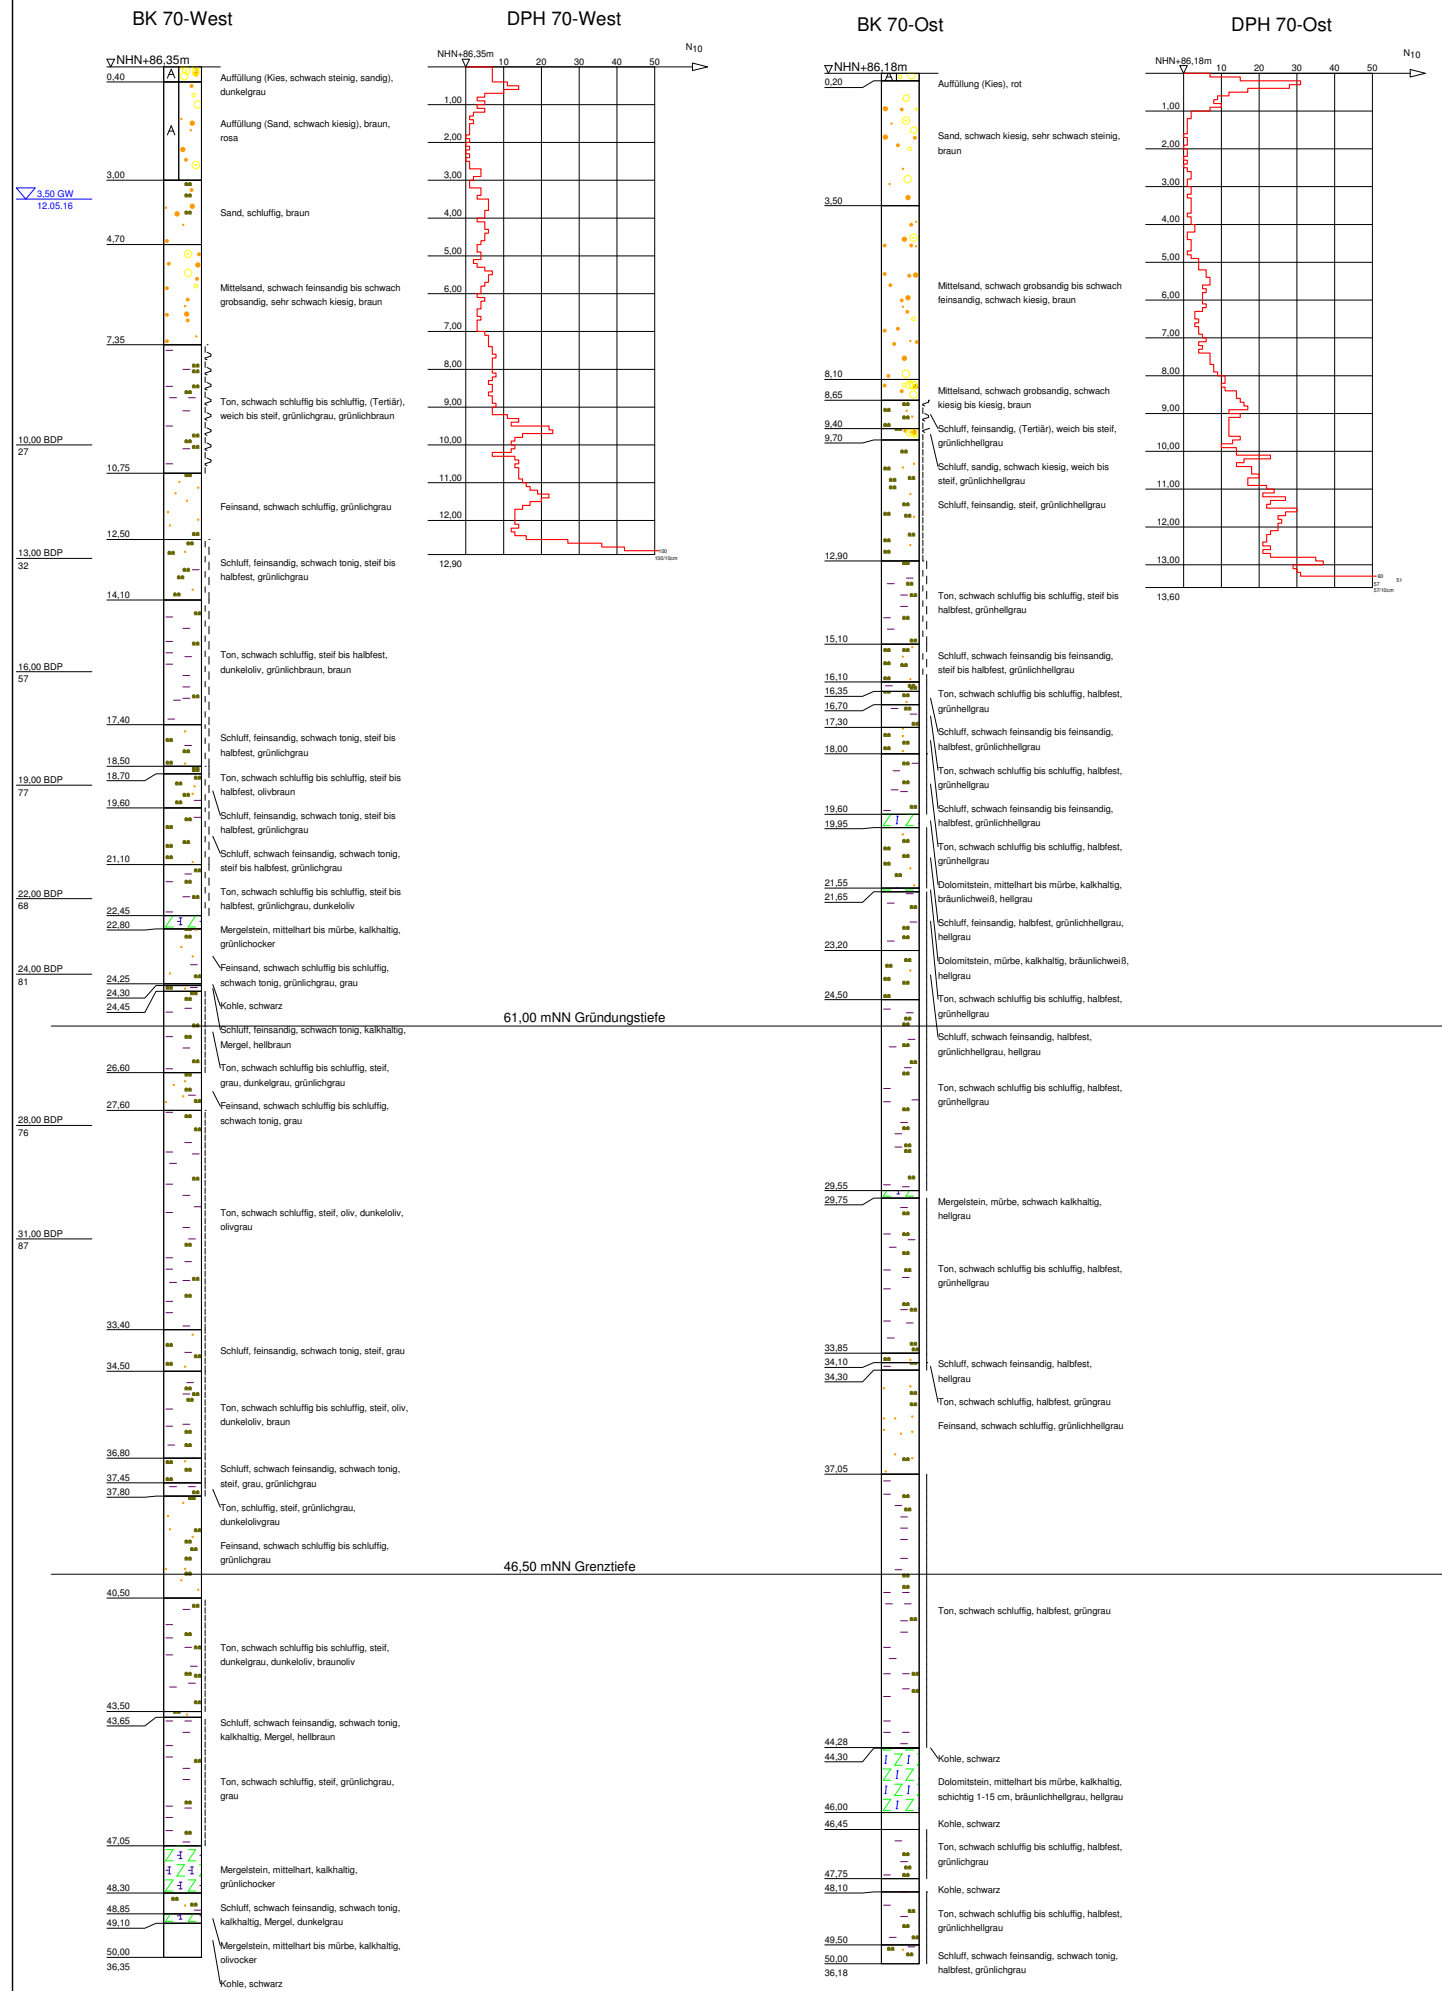 BK 70-West
DPH 70-West
BK 70-Ost
DPH 70-Ost
NHN+86,35m
0,40
A
Auffüllung (Kies, schwach steinig, sandig),
dunkelgrau
A
Auffüllung (Sand, schwach kiesig), braun,
rosa
3,00
3,50 GW
12.05.16
Sand, schluffig, braun
4,70
Mittelsand, schwach feinsandig bis schwach
grobsandig, sehr schwach kiesig, braun
7,35
Ton, schwach schluffig bis schluffig, (Tertiär),
weich bis steif, grünlichgrau, grünlichbraun
10,00 BDP
27
10,75
Feinsand, schwach schluffig, grünlichgrau
12,50
13,00 BDP
32
Schluff, feinsandig, schwach tonig, steif bis
halbfest, grünlichgrau
14,10
Ton, schwach schluffig, steif bis halbfest,
dunkeloliv, grünlichbraun, braun
16,00 BDP
57
17,40
Schluff, feinsandig, schwach tonig, steif bis
halbfest, grünlichgrau
18,50
18,70
19,00 BDP
77
Ton, schwach schluffig bis schluffig, steif bis
halbfest, olivbraun
19,60
Schluff, feinsandig, schwach tonig, steif bis
halbfest, grünlichgrau
Schluff, schwach feinsandig, schwach tonig,
steif bis halbfest, grünlichgrau
21,10
22,00 BDP
68
Ton, schwach schluffig bis schluffig, steif bis
halbfest, grünlichgrau, dunkeloliv
22,45
22,80
Mergelstein, mittelhart bis mürbe, kalkhaltig,
grünlichocker
24,00 BDP
81
Feinsand, schwach schluffig bis schluffig,
schwach tonig, grünlichgrau, grau
24,25
24,30
24,45
Kohle, schwarz
Schluff, feinsandig, schwach tonig, kalkhaltig,
Mergel, hellbraun
26,60
Ton, schwach schluffig bis schluffig, steif,
grau, dunkelgrau, grünlichgrau
27,60
Feinsand, schwach schluffig bis schluffig,
schwach tonig, grau
28,00 BDP
76
Ton, schwach schluffig, steif, oliv, dunkeloliv,
olivgrau
31,00 BDP
87
33,40
Schluff, feinsandig, schwach tonig, steif, grau
34,50
Ton, schwach schluffig bis schluffig, steif, oliv,
dunkeloliv, braun
36,80
Schluff, schwach feinsandig, schwach tonig,
steif, grau, grünlichgrau
37,45
37,80
Ton, schluffig, steif, grünlichgrau,
dunkelolivgrau
Feinsand, schwach schluffig bis schluffig,
grünlichgrau
40,50
Ton, schwach schluffig bis schluffig, steif,
dunkelgrau, dunkeloliv, braunoliv
43,50
43,65
Schluff, schwach feinsandig, schwach tonig,
kalkhaltig, Mergel, hellbraun
Ton, schwach schluffig, steif, grünlichgrau,
grau
47,05
Mergelstein, mittelhart, kalkhaltig,
grünlichocker
48,30
48,85
49,10
Schluff, schwach feinsandig, schwach tonig,
kalkhaltig, Mergel, dunkelgrau
Mergelstein, mittelhart bis mürbe, kalkhaltig,
olivocker
50,00
36,35
Kohle, schwarz
NHN+86,35m
10
20
30
40
50
N10
1,00
2,00
3,00
4,00
5,00
6,00
7,00
8,00
9,00
10,00
11,00
12,00
12,90
100
100/10cm
61,00 mNN Gründungstiefe
46,50 mNN Grenztiefe
NHN+86,18m
0,20
A
Auffüllung (Kies), rot
Sand, schwach kiesig, sehr schwach steinig,
braun
3,50
Mittelsand, schwach grobsandig bis schwach
feinsandig, schwach kiesig, braun
8,10
8,65
Mittelsand, schwach grobsandig, schwach
kiesig bis kiesig, braun
9,40
9,70
Schluff, feinsandig, (Tertiär), weich bis steif,
grünlichhellgrau
Schluff, sandig, schwach kiesig, weich bis
steif, grünlichhellgrau
Schluff, feinsandig, steif, grünlichhellgrau
12,90
Ton, schwach schluffig bis schluffig, steif bis
halbfest, grünhellgrau
15,10
Schluff, schwach feinsandig bis feinsandig,
steif bis halbfest, grünlichhellgrau
16,10
16,35
16,70
17,30
18,00
Ton, schwach schluffig bis schluffig, halbfest,
grünhellgrau
Schluff, schwach feinsandig bis feinsandig,
halbfest, grünlichhellgrau
Ton, schwach schluffig bis schluffig, halbfest,
grünhellgrau
19,60
19,95
Schluff, schwach feinsandig bis feinsandig,
halbfest, grünlichhellgrau
Ton, schwach schluffig bis schluffig, halbfest,
grünhellgrau
21,55
21,65
Dolomitstein, mittelhart bis mürbe, kalkhaltig,
bräunlichweiß, hellgrau
Schluff, feinsandig, halbfest, grünlichhellgrau,
hellgrau
23,20
Dolomitstein, mürbe, kalkhaltig, bräunlichweiß,
hellgrau
24,50
Ton, schwach schluffig bis schluffig, halbfest,
grünhellgrau
Schluff, schwach feinsandig, halbfest,
grünlichhellgrau, hellgrau
Ton, schwach schluffig bis schluffig, halbfest,
grünhellgrau
29,55
29,75
Mergelstein, mürbe, schwach kalkhaltig,
hellgrau
Ton, schwach schluffig bis schluffig, halbfest,
grünhellgrau
33,85
34,10
34,30
Schluff, schwach feinsandig, halbfest,
hellgrau
Ton, schwach schluffig, halbfest, grüngrau
Feinsand, schwach schluffig, grünlichhellgrau
37,05
Ton, schwach schluffig, halbfest, grüngrau
44,28
44,30
Kohle, schwarz
Dolomitstein, mittelhart bis mürbe, kalkhaltig,
schichtig 1-15 cm, bräunlichhellgrau, hellgrau
46,00
46,45
Kohle, schwarz
Ton, schwach schluffig bis schluffig, halbfest,
grünlichgrau
47,75
48,10
Kohle, schwarz
Ton, schwach schluffig bis schluffig, halbfest,
grünlichhellgrau
49,50
50,00
36,18
Schluff, schwach feinsandig, schwach tonig,
halbfest, grünlichgrau
NHN+86,18m
10
20
30
40
50
N10
1,00
2,00
3,00
4,00
5,00
6,00
7,00
8,00
9,00
10,00
11,00
12,00
13,00
13,60
60
51
57
57/10cm